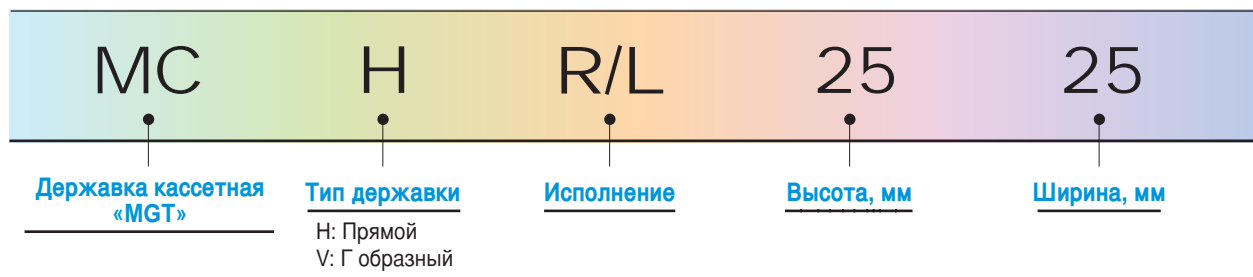 MC H R/L 25 25
Державка кассетная
«MGT»
Тип державки
H: Прямой
V: Г образный
Исполнение
Высота, мм
Ширина, мм